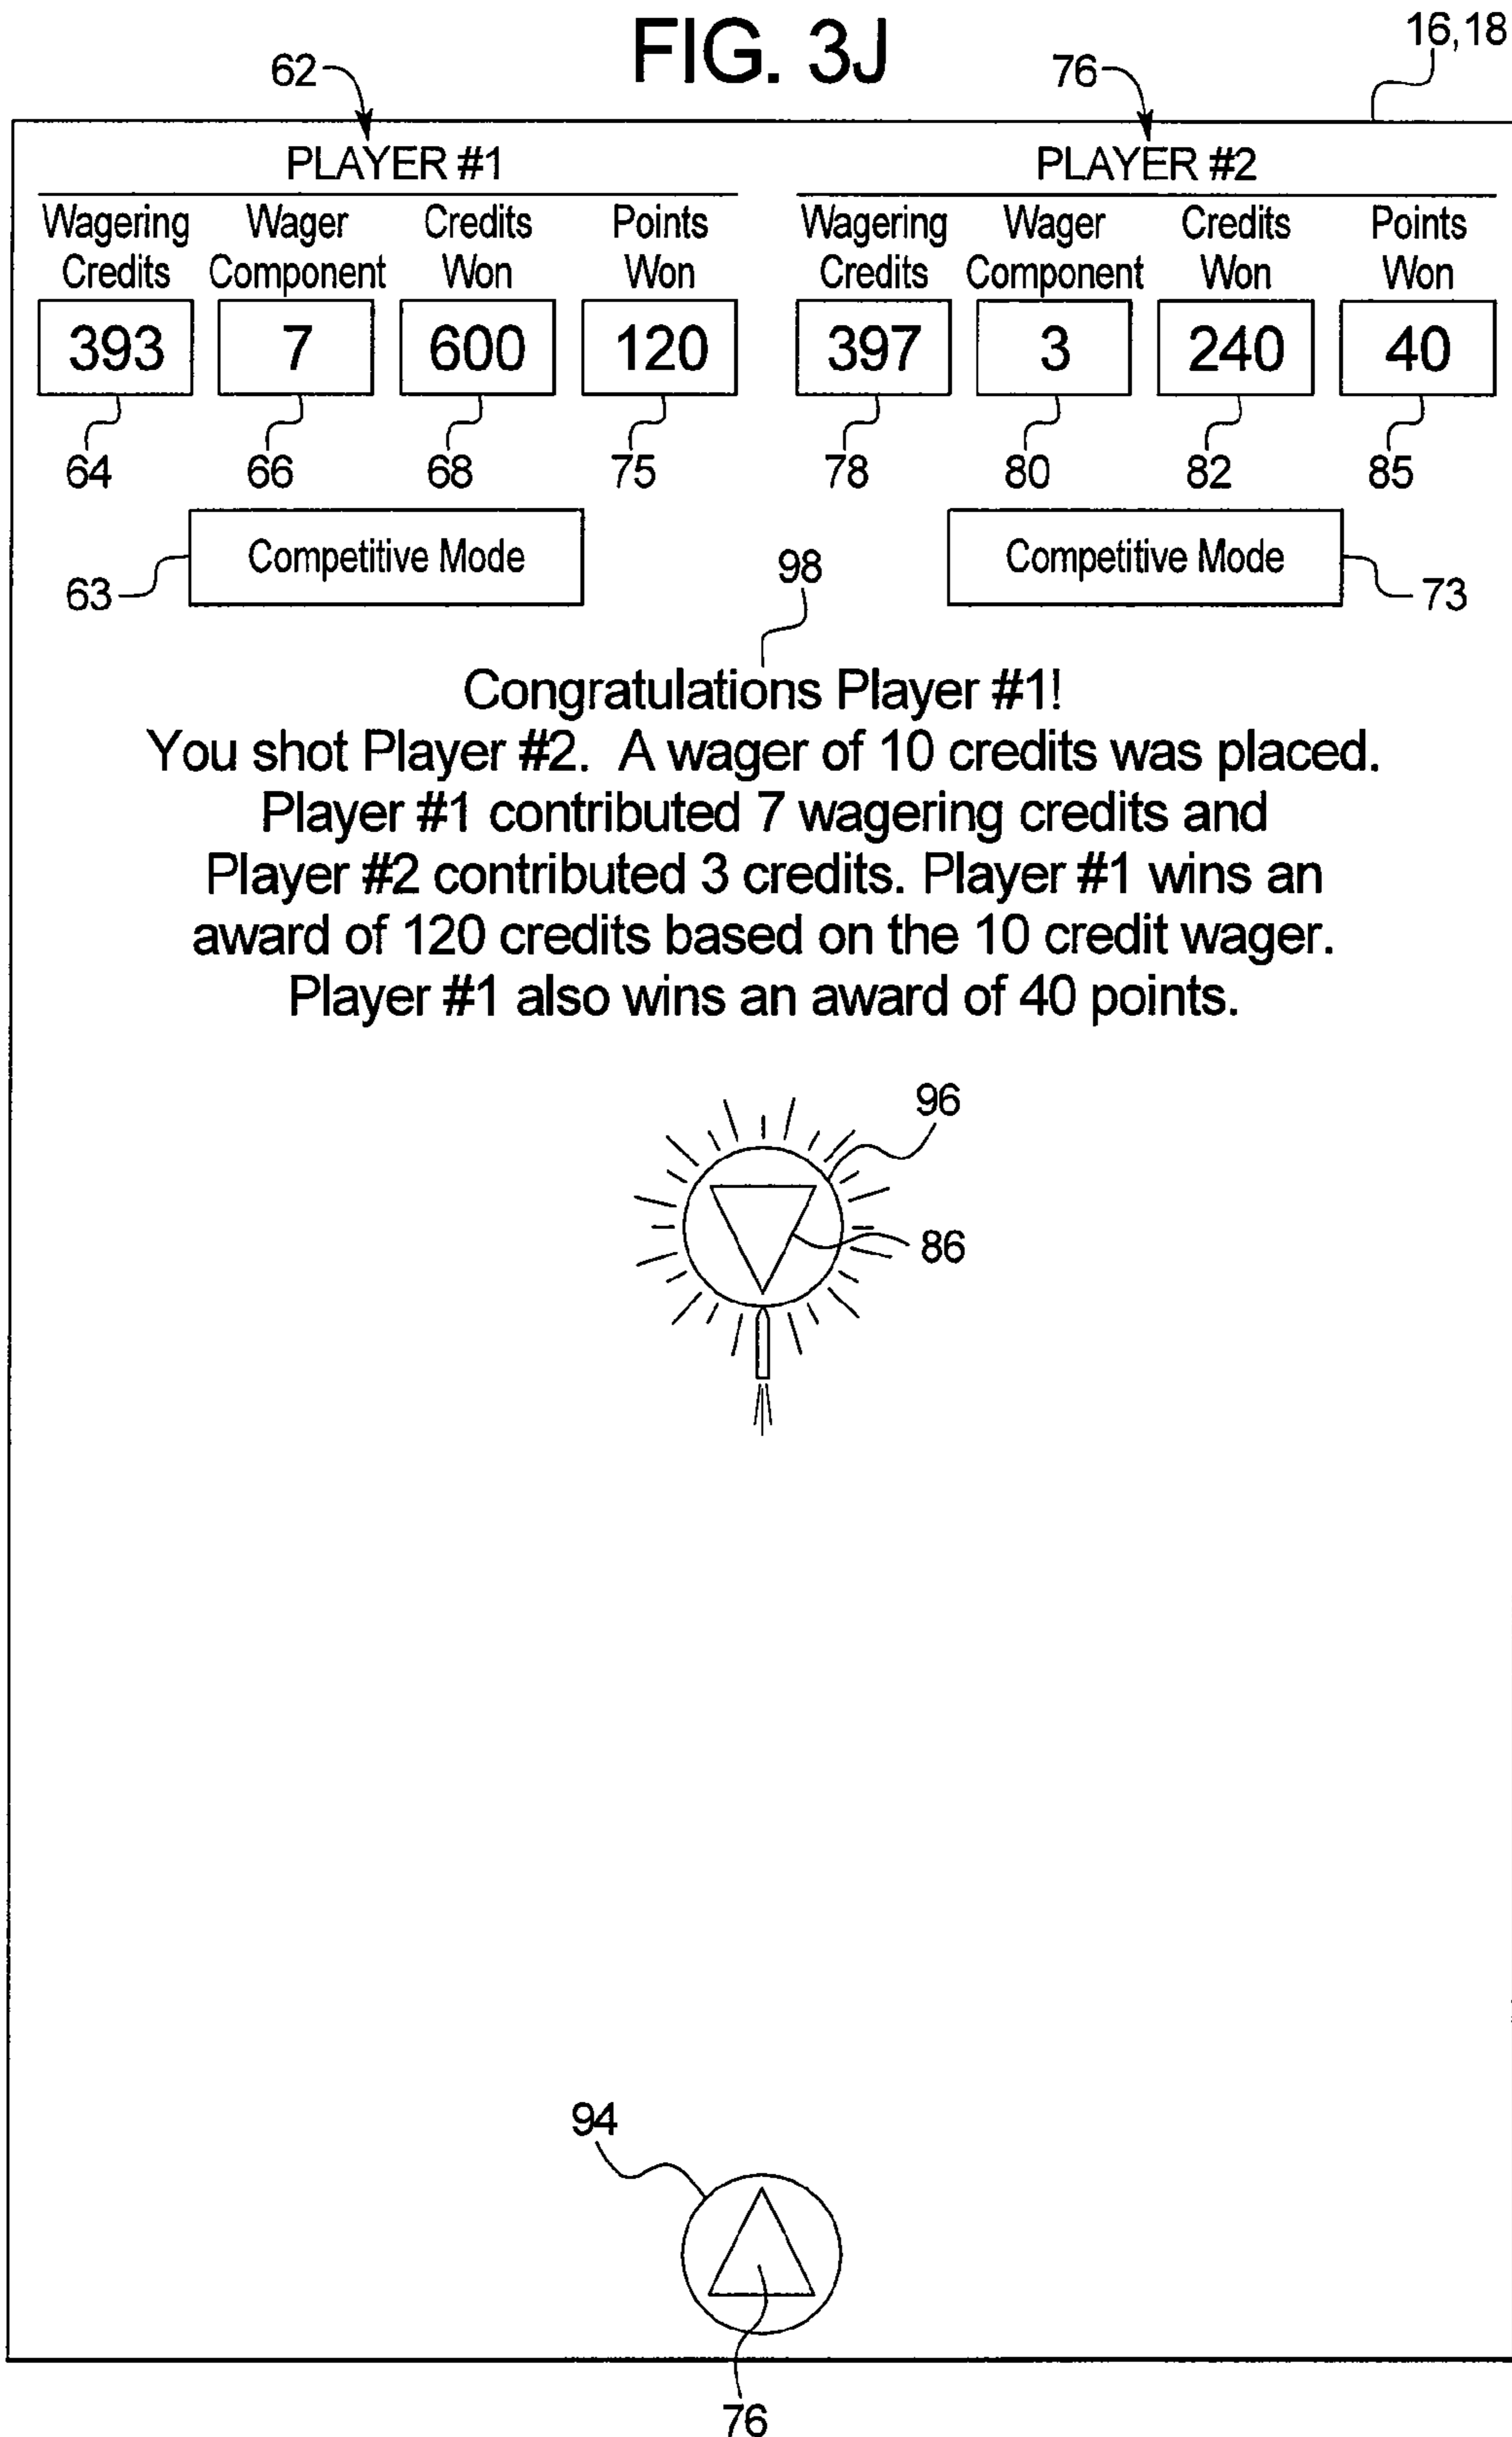 FIG. 3J
16,18
62
76
PLAYER #1
PLAYER #2
Wagering Credits
Wager Component
Credits Won
Points Won
Wagering Credits
Wager Component
Credits Won
Points Won
393
7
600
120
397
3
240
40
64
66
68
75
78
80
82
85
Competitive Mode
Competitive Mode
63
98
73
Congratulations Player #1!
You shot Player #2. A wager of 10 credits was placed.
Player #1 contributed 7 wagering credits and
Player #2 contributed 3 credits. Player #1 wins an
award of 120 credits based on the 10 credit wager.
Player #1 also wins an award of 40 points.
96
86
94
76